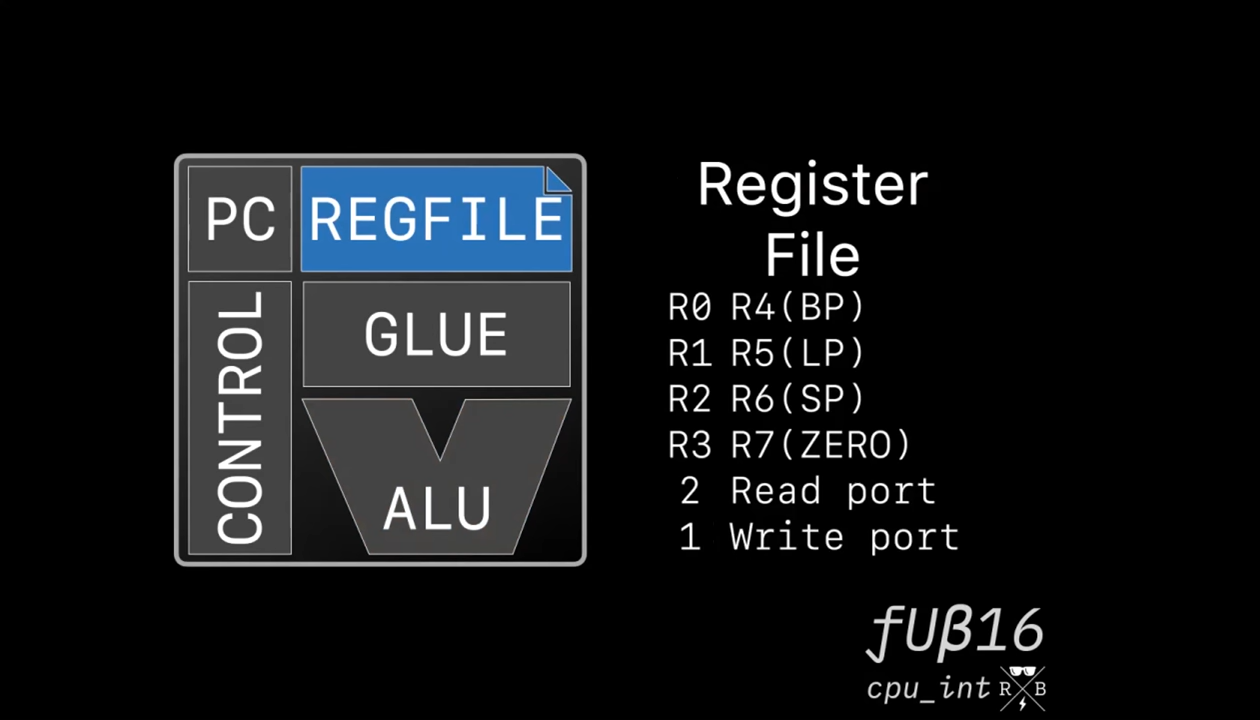 PC
REGFILE
CONTROL
GLUE
ALU
Register
File
R0 R4(BP)
R1 R5(LP)
R2 R6(SP)
R3 R7(ZERO)
2 Read port
1 Write port
ƒUβ16
cpu_int
R B